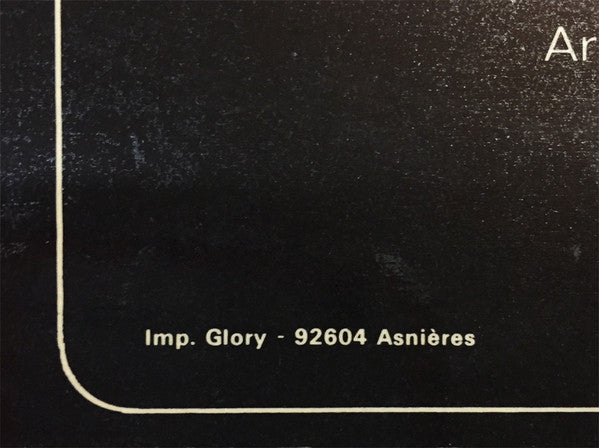 Ar
Imp. Glory - 92604 Asnières